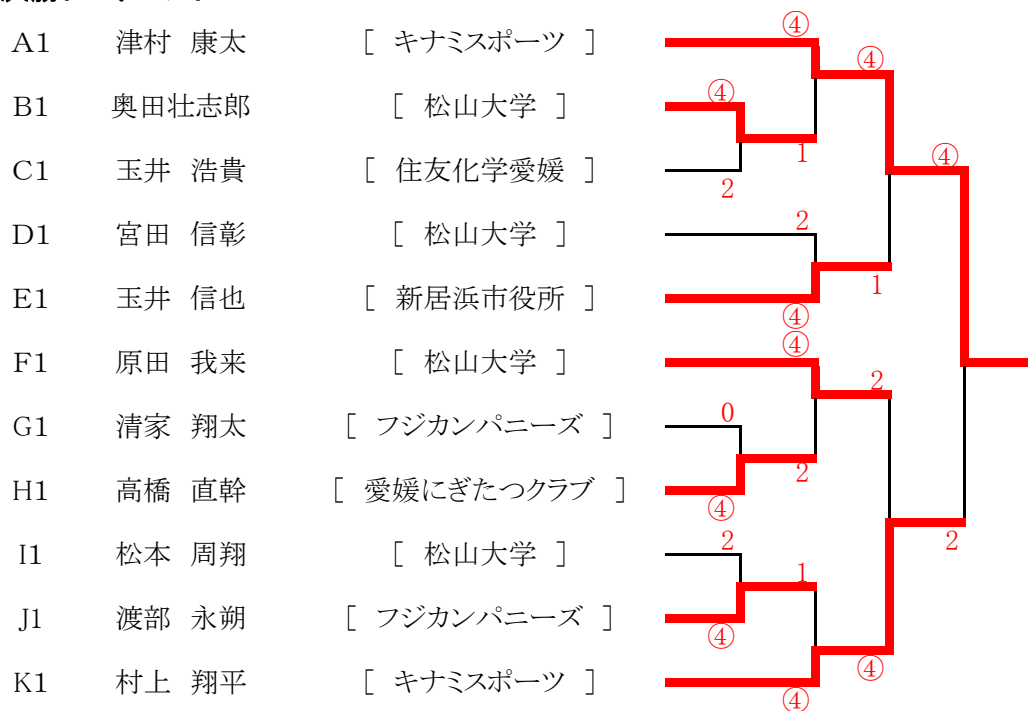 A1 津村 康太 [ キナミスポーツ ] ④ ④
B1 奥田壮志郎 [ 松山大学 ] ④ 1 ④
C1 玉井 浩貴 [ 住友化学愛媛 ] 2
D1 宮田 信彰 [ 松山大学 ] 2
E1 玉井 信也 [ 新居浜市役所 ] ④ 1
F1 原田 我来 [ 松山大学 ] ④ 2
G1 清家 翔太 [ フジカンパニーズ ] 0
H1 高橋 直幹 [ 愛媛にぎたつクラブ ] ④ 2
I1 松本 周翔 [ 松山大学 ] 2 1 2
J1 渡部 永朔 [ フジカンパニーズ ] ④
K1 村上 翔平 [ キナミスポーツ ] ④ ④